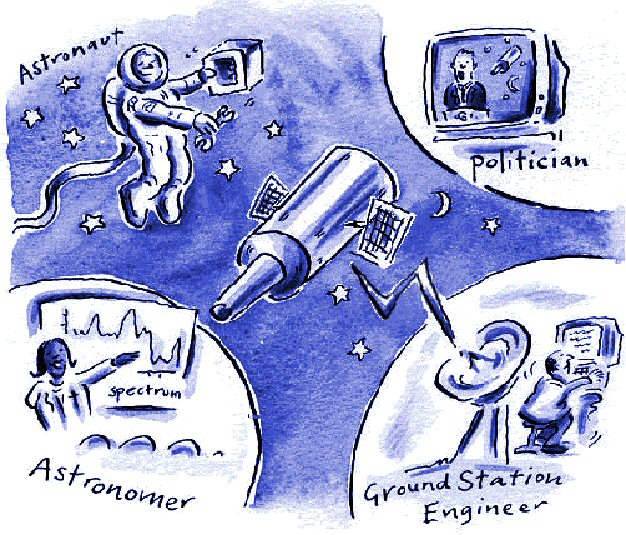 Astronaut
politician
spectrum
Astronomer
Ground Station
Engineer